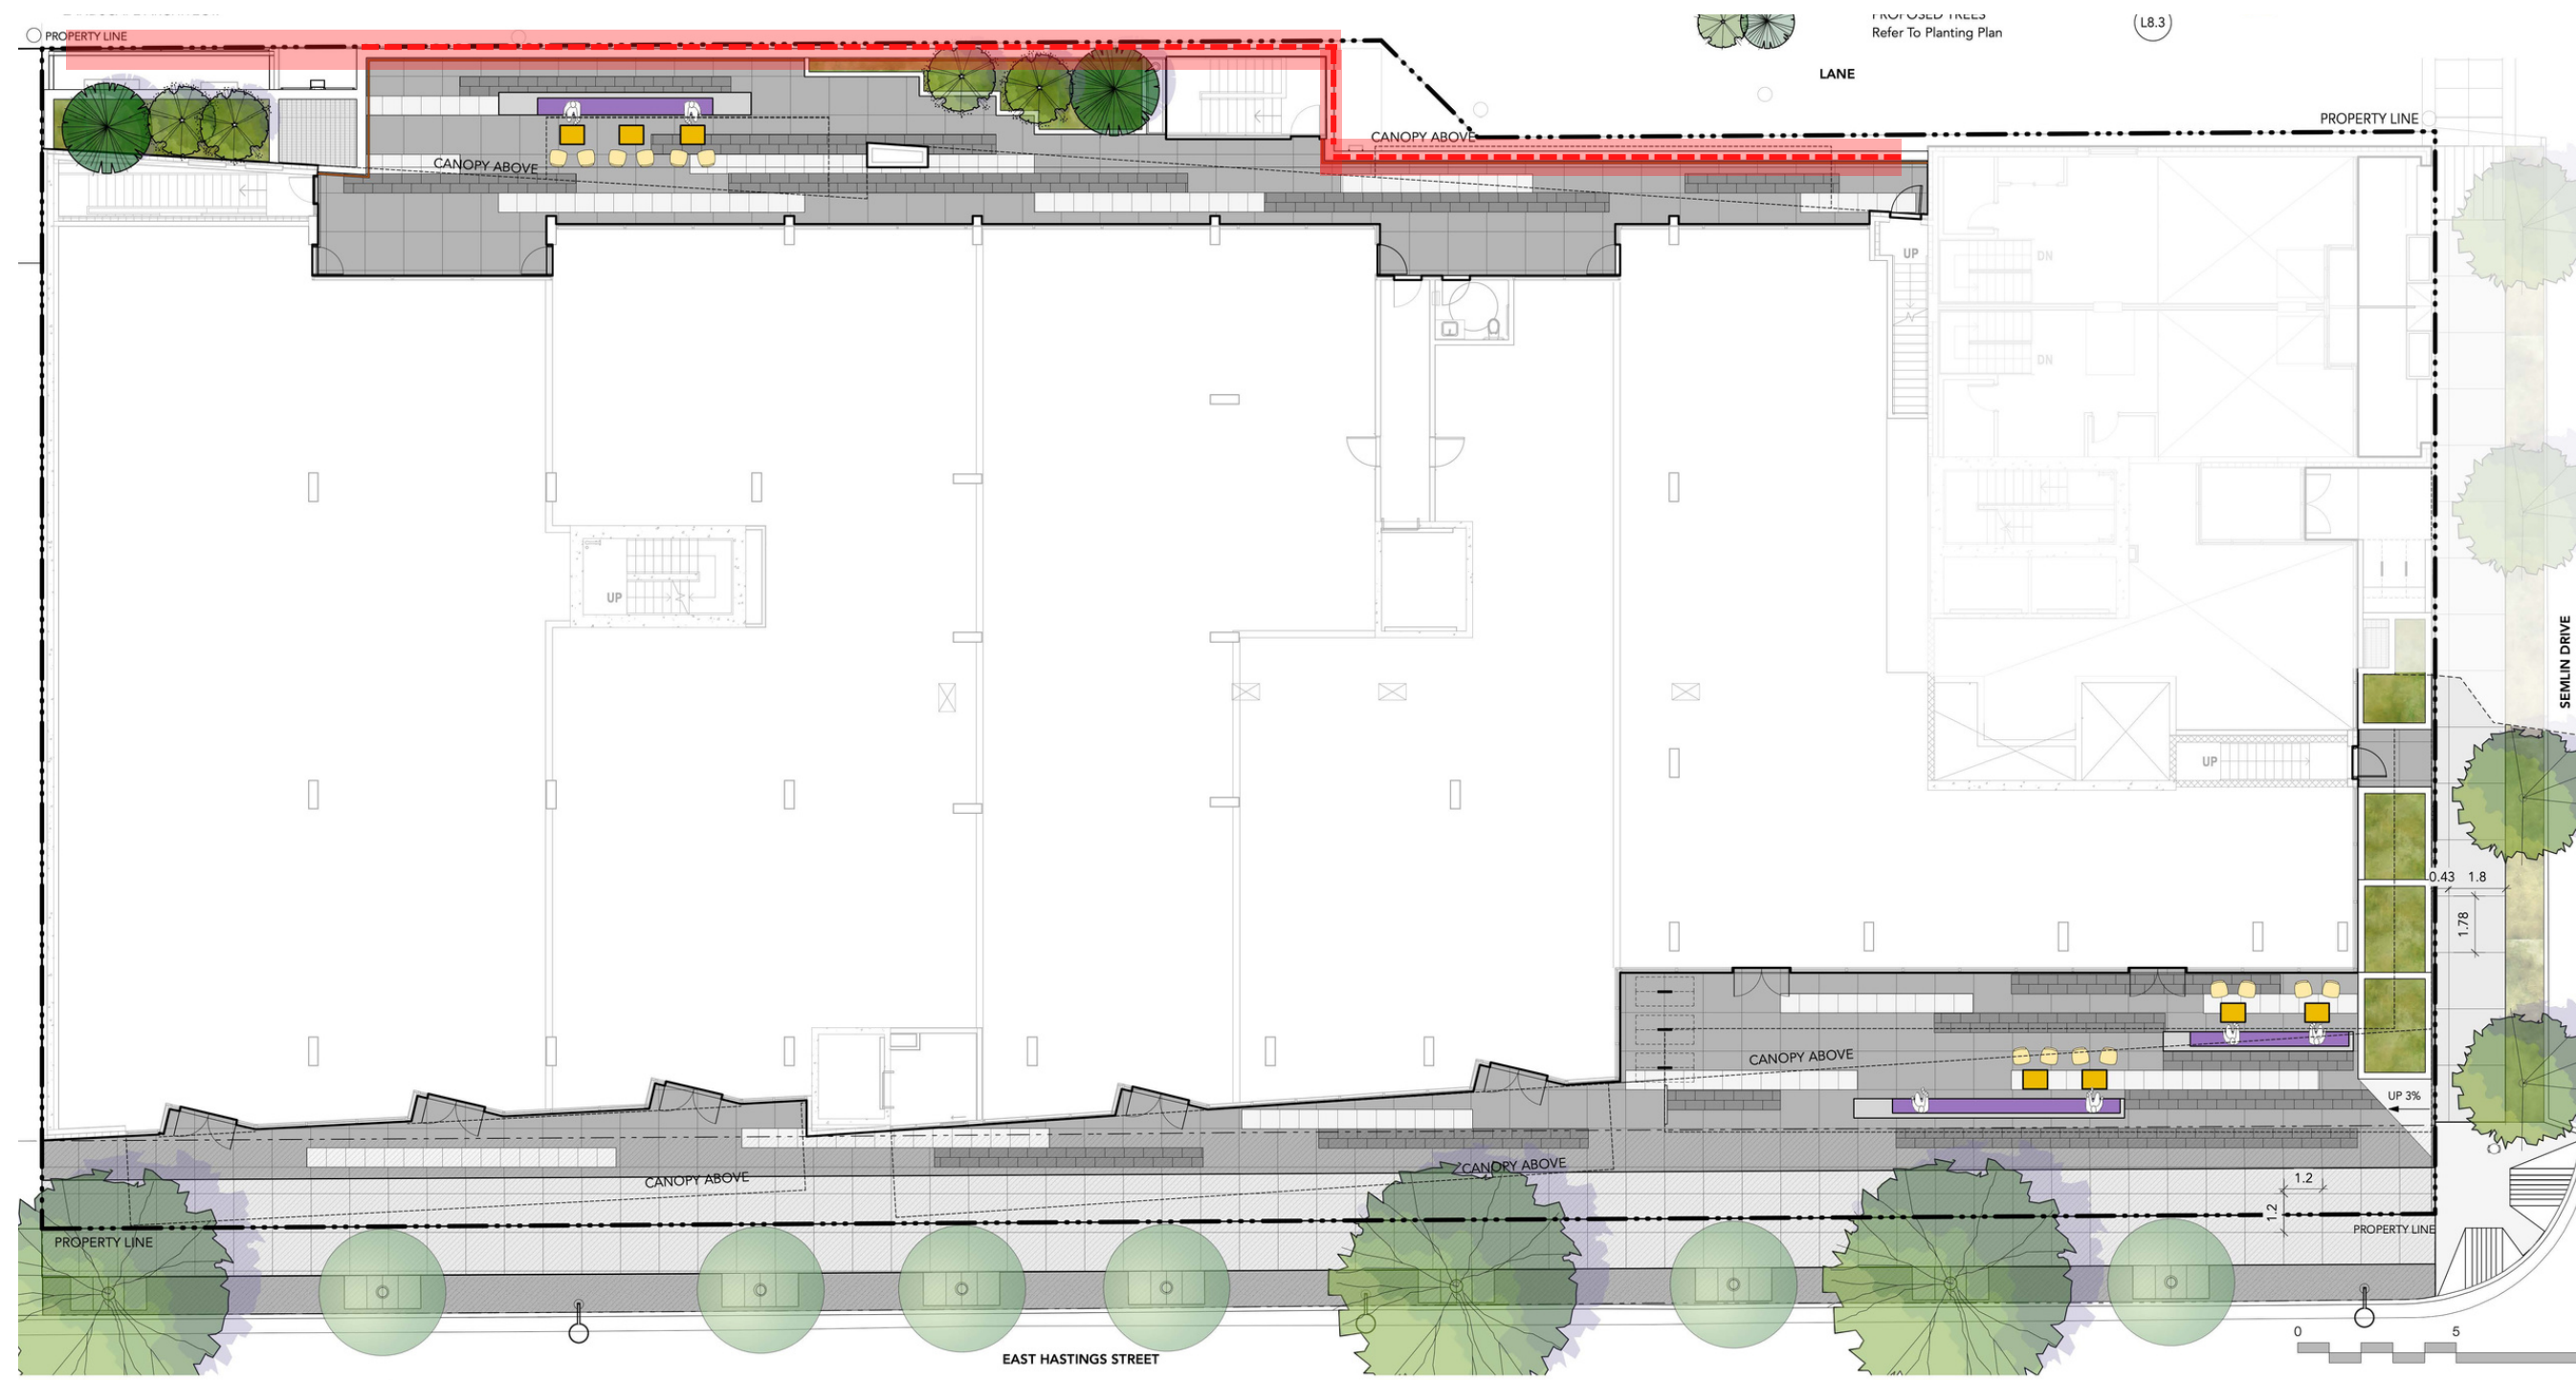 PROPOSED TREES
Refer To Planting Plan
L8.3
PROPERTY LINE
LANE
PROPERTY LINE
CANOPY ABOVE
CANOPY ABOVE
UP
DN
DN
UP
SEMLIN DRIVE
UP
0.43 1.8
1.78
CANOPY ABOVE
UP 3%
CANOPY ABOVE
CANOPY ABOVE
1.2
1.2
PROPERTY LINE
PROPERTY LINE
0 5
EAST HASTINGS STREET